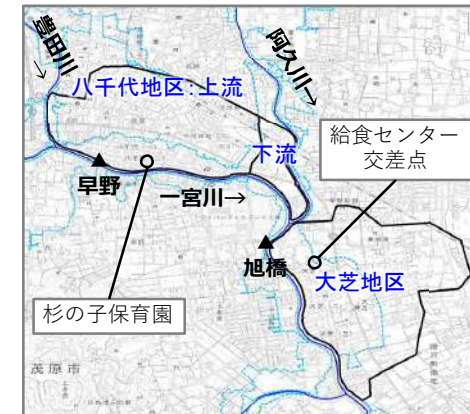 豊田川
→
阿久川→
八千代地区:上流
給食センター
交差点
下流
▲
早野
一宮川→
▲
旭橋
大芝地区
杉の子保育園
茂原市